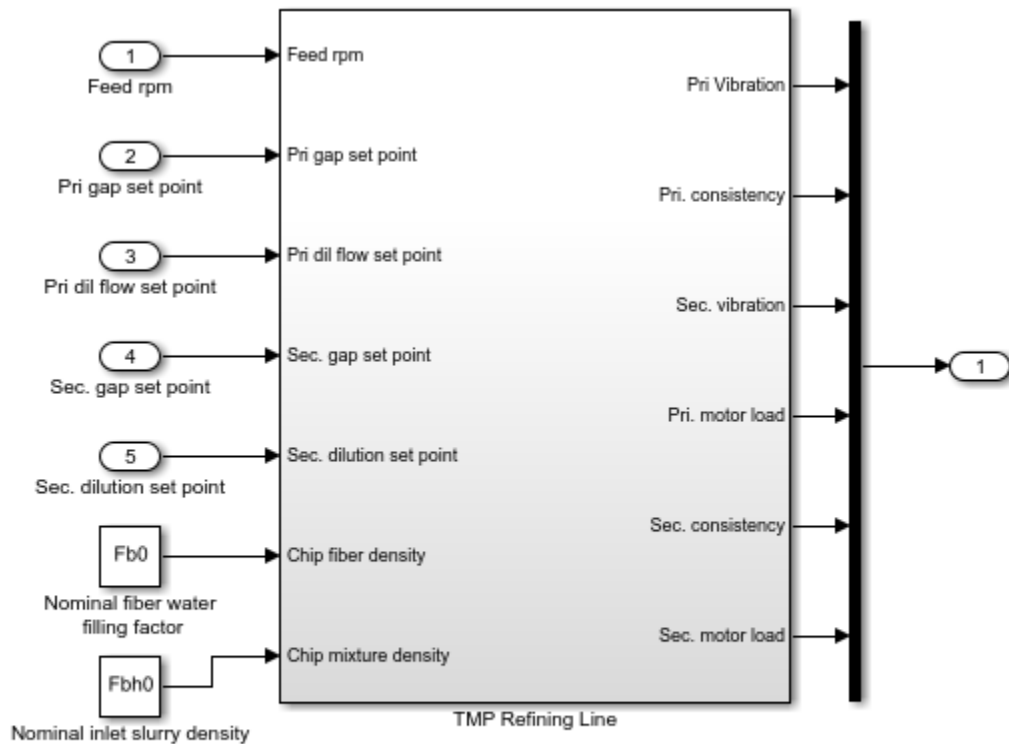 1
Feed rpm
2
Pri gap set point
3
Pri dil flow set point
4
Sec. gap set point
5
Sec. dilution set point
Fb0
Nominal fiber water
filling factor
Fbh0
Nominal inlet slurry density
Feed rpm
Pri gap set point
Pri dil flow set point
Sec. gap set point
Sec. dilution set point
Chip fiber density
Chip mixture density
Pri Vibration
Pri. consistency
Sec. vibration
Pri. motor load
Sec. consistency
Sec. motor load
TMP Refining Line
1